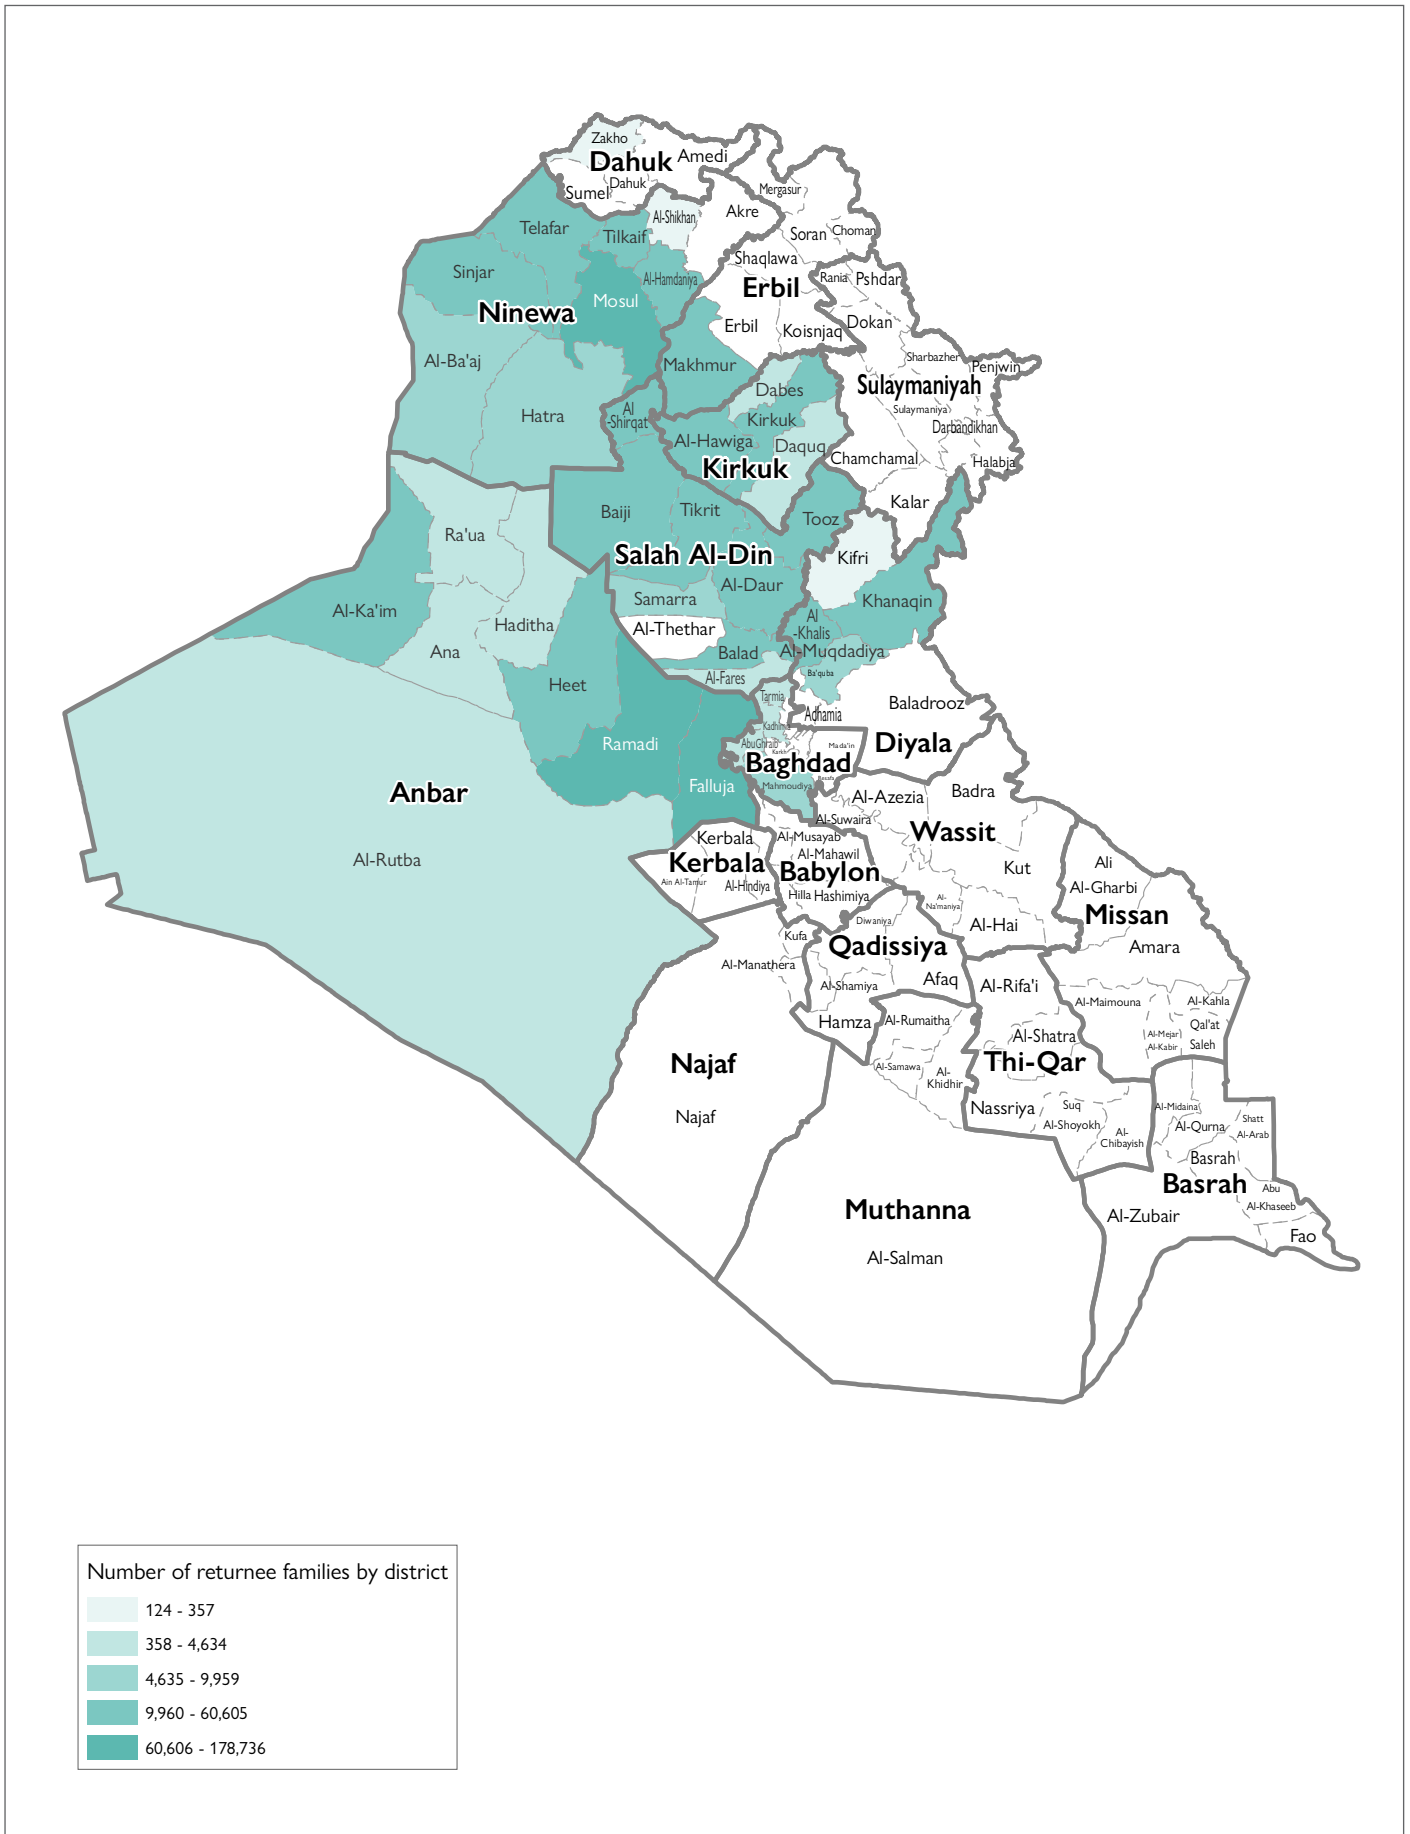 Zakho
Dahuk
Amedi
Sumel
Dahuk
Mergasur
Al-Shikhan
Akre
Telafar
Tilkaif
Soran
Choman
Shaqlawa
Sinjar
Al-Hamdaniya
Rania
Pshdar
Erbil
Mosul
Ninewa
Erbil
Koisnjaq
Dokan
Al-Ba'aj
Makhmur
Sharbazher
Penjwin
Sulaymaniyah
Dabes
Hatra
Al
-Shirqat
Kirkuk
Sulaymaniya
Darbandikhan
Al-Hawiga
Daquq
Kirkuk
Chamchamal
Halabja
Kalar
Baiji
Tikrit
Tooz
Ra'ua
Salah Al-Din
Kifri
Al-Daur
Al-Ka'im
Samarra
Khanaqin
Haditha
Al-Thethar
Al
-Khalis
Ana
Balad
Al-Muqdadiya
Heet
Al-Fares
Ba'quba
Tarmia
Baladrooz
Adhamia
Kadhimia
Ramadi
Abu Ghraib
Karkh
Mada'in
Diyala
Baghdad
Resafa
Falluja
Mahmoudiya
Anbar
Al-Azezia
Badra
Al-Suwaira
Wassit
Kerbala
Al-Musayab
Al-Rutba
Al-Mahawil
Kerbala
Babylon
Kut
Ali
Al-Gharbi
Ain Al-Tamur
Al-Hindiya
Hilla
Hashimiya
Al-
Na'maniya
Missan
Diwaniya
Al-Hai
Kufa
Qadissiya
Amara
Al-Manathera
Afaq
Al-Rifa'i
Al-Shamiya
Al-Maimouna
Al-Kahla
Hamza
Al-Rumaitha
Qal'at
Saleh
Al-Mejar
Al-Kabir
Al-Shatra
Najaf
Thi-Qar
Al-Samawa
Al-
Khidhir
Najaf
Nassriya
Suq
Al-Shoyokh
Al-Midaina
Al-Qurna
Shatt
Al-Arab
Al-
Chibayish
Basrah
Basrah
Abu
Al-Khaseeb
Muthanna
Al-Zubair
Fao
Al-Salman
Number of returnee families by district
124 - 357
358 - 4,634
4,635 - 9,959
9,960 - 60,605
60,606 - 178,736